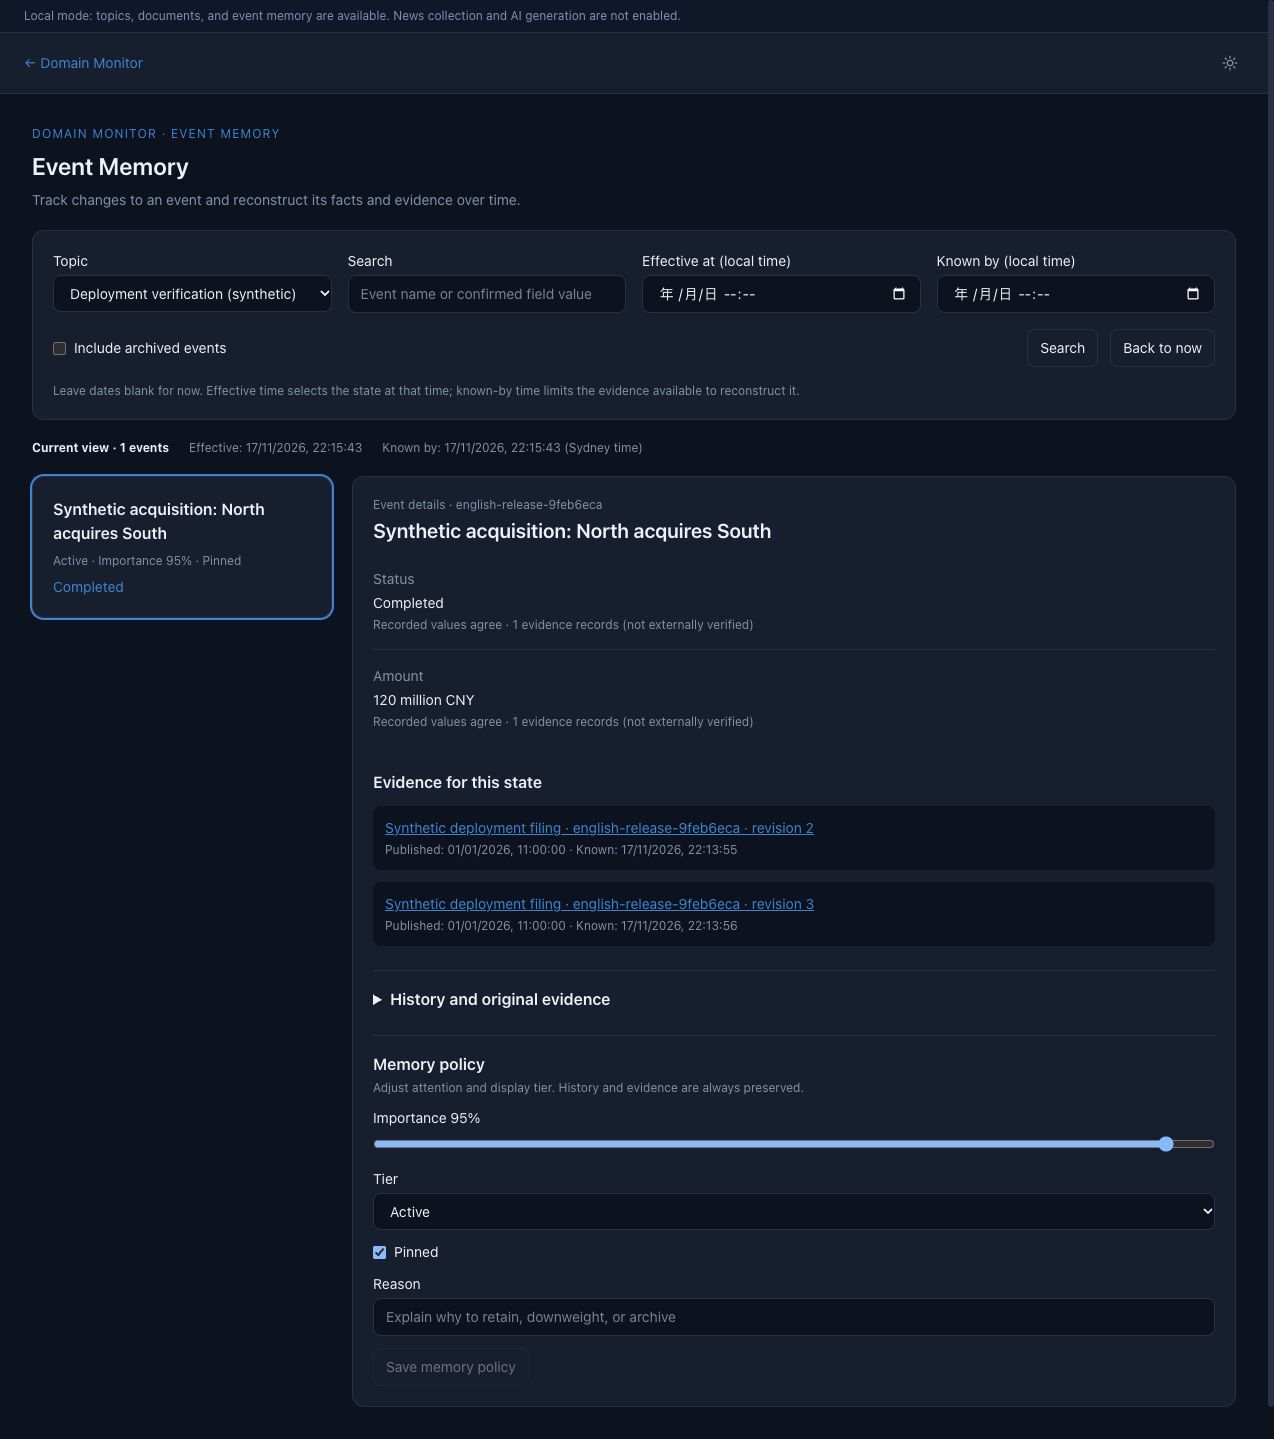 Local mode: topics, documents, and event memory are available. News collection and AI generation are not enabled.
← Domain Monitor
DOMAIN MONITOR · EVENT MEMORY
Event Memory
Track changes to an event and reconstruct its facts and evidence over time.
Topic
Deployment verification (synthetic)
Search
Event name or confirmed field value
Effective at (local time)
年 /月/日 --:--
Known by (local time)
年 /月/日 --:--
Include archived events
Search
Back to now
Leave dates blank for now. Effective time selects the state at that time; known-by time limits the evidence available to reconstruct it.
Current view · 1 events Effective: 17/11/2026, 22:15:43 Known by: 17/11/2026, 22:15:43 (Sydney time)
Synthetic acquisition: North
acquires South
Active · Importance 95% · Pinned
Completed
Event details · english-release-9feb6eca
Synthetic acquisition: North acquires South
Status
Completed
Recorded values agree · 1 evidence records (not externally verified)
Amount
120 million CNY
Recorded values agree · 1 evidence records (not externally verified)
Evidence for this state
Synthetic deployment filing · english-release-9feb6eca · revision 2
Published: 01/01/2026, 11:00:00 · Known: 17/11/2026, 22:13:55
Synthetic deployment filing · english-release-9feb6eca · revision 3
Published: 01/01/2026, 11:00:00 · Known: 17/11/2026, 22:13:56
History and original evidence
Memory policy
Adjust attention and display tier. History and evidence are always preserved.
Importance 95%
Tier
Active
Pinned
Reason
Explain why to retain, downweight, or archive
Save memory policy